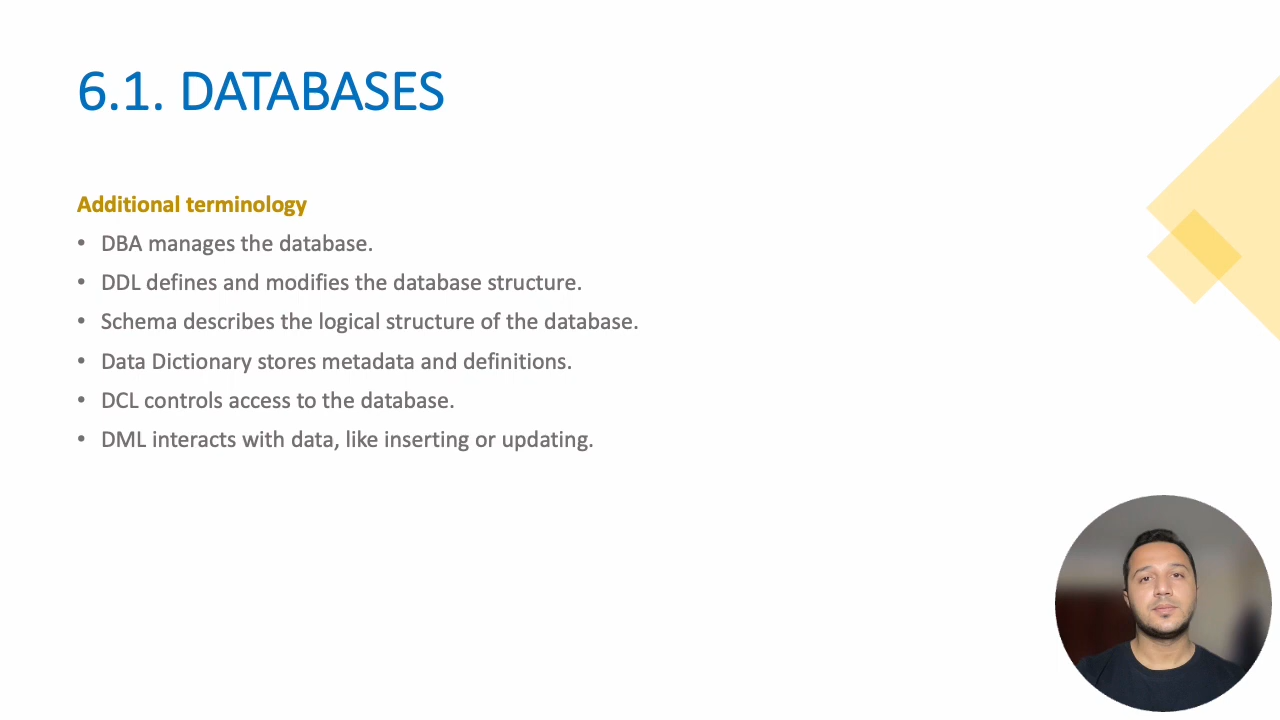 6.1. DATABASES
Additional terminology
• DBA manages the database.
• DDL defines and modifies the database structure.
• Schema describes the logical structure of the database.
• Data Dictionary stores metadata and definitions.
• DCL controls access to the database.
• DML interacts with data, like inserting or updating.